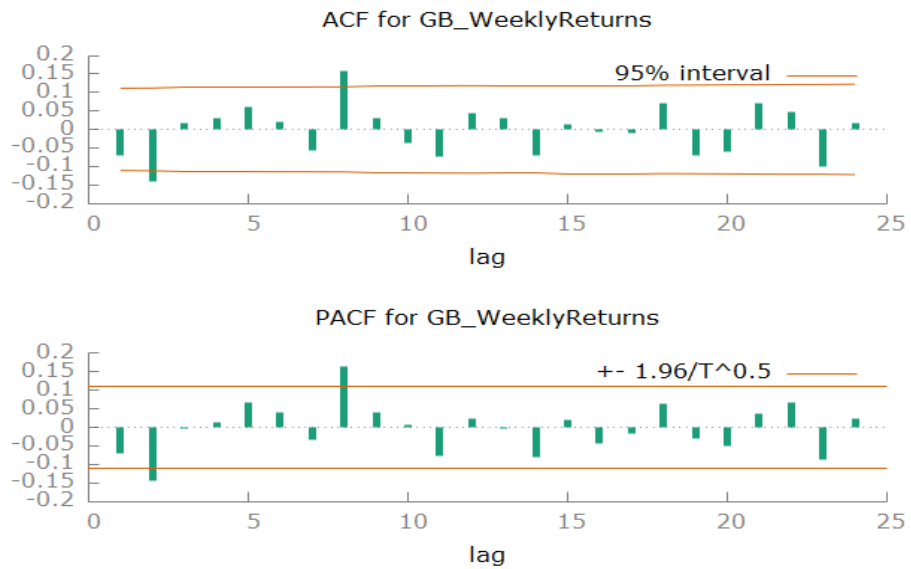 ACF for GB_WeeklyReturns
0.2
0.15
0.1
0.05
0
-0.05
-0.1
-0.15
-0.2
95% interval
0 5 10 15 20 25
lag
PACF for GB_WeeklyReturns
0.2
0.15
0.1
0.05
0
-0.05
-0.1
-0.15
-0.2
+- 1.96/T^0.5
0 5 10 15 20 25
lag